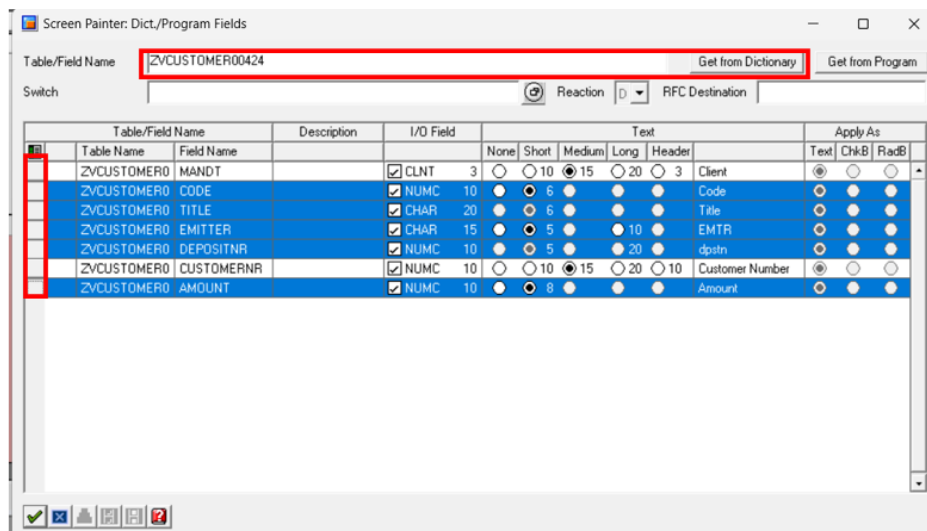 Screen Painter: Dict./Program Fields
Table/Field Name ZVCUSTOMER00424 Get from Dictionary Get from Program
Switch Reaction D RFC Destination
Table/Field Name Description I/O Field Text Apply As
Table Name Field Name None Short Medium Long Header Text ChkB RadB
ZVCUSTOMER0 MANDT CLNT 3 10 15 20 3 Client
ZVCUSTOMER0 CODE NUMC 10 6 Code
ZVCUSTOMER0 TITLE CHAR 20 6 Title
ZVCUSTOMER0 EMITTER CHAR 15 5 10 EMTR
ZVCUSTOMER0 DEPOSITNR NUMC 10 5 20 dpstn
ZVCUSTOMER0 CUSTOMERNR NUMC 10 10 15 20 10 Customer Number
ZVCUSTOMER0 AMOUNT NUMC 10 8 Amount